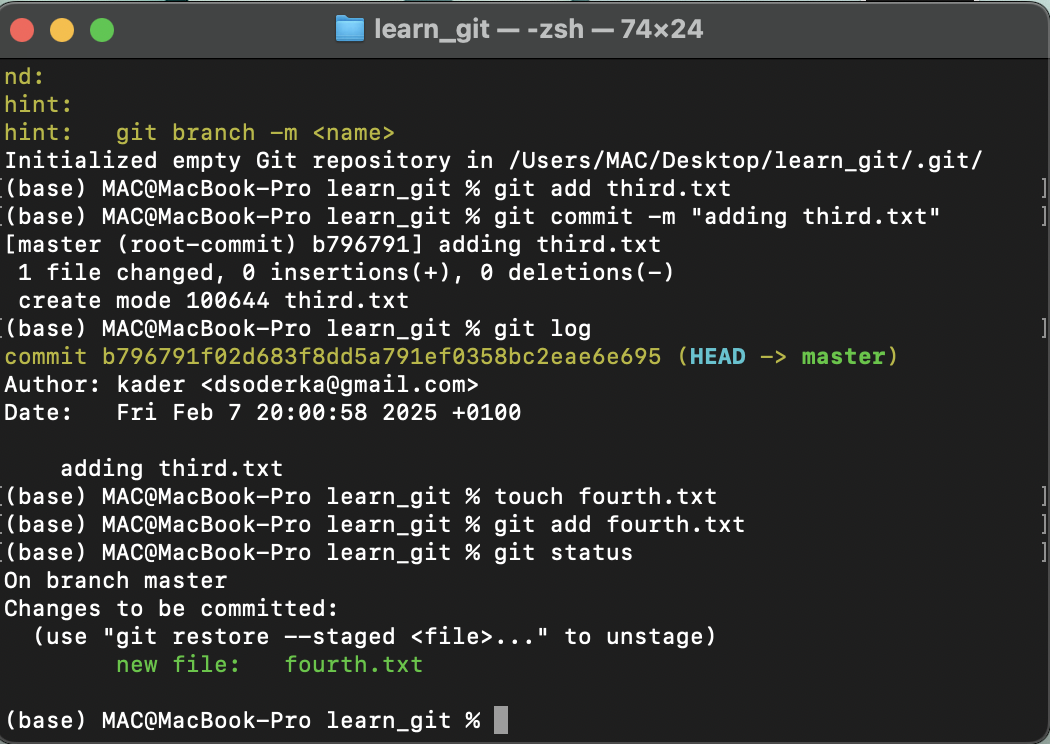 learn_git — -zsh — 74×24
nd:
hint:
hint:   git branch -m <name>
Initialized empty Git repository in /Users/MAC/Desktop/learn_git/.git/
[(base) MAC@MacBook-Pro learn_git % git add third.txt ]
[(base) MAC@MacBook-Pro learn_git % git commit -m "adding third.txt" ]
[master (root-commit) b796791] adding third.txt
 1 file changed, 0 insertions(+), 0 deletions(-)
 create mode 100644 third.txt
[(base) MAC@MacBook-Pro learn_git % git log ]
commit b796791f02d683f8dd5a791ef0358bc2eae6e695 (HEAD -> master)
Author: kader <dsoderka@gmail.com>
Date:   Fri Feb 7 20:00:58 2025 +0100
    adding third.txt
[(base) MAC@MacBook-Pro learn_git % touch fourth.txt ]
[(base) MAC@MacBook-Pro learn_git % git add fourth.txt ]
[(base) MAC@MacBook-Pro learn_git % git status ]
On branch master
Changes to be committed:
  (use "git restore --staged <file>..." to unstage)
        new file:   fourth.txt
(base) MAC@MacBook-Pro learn_git %